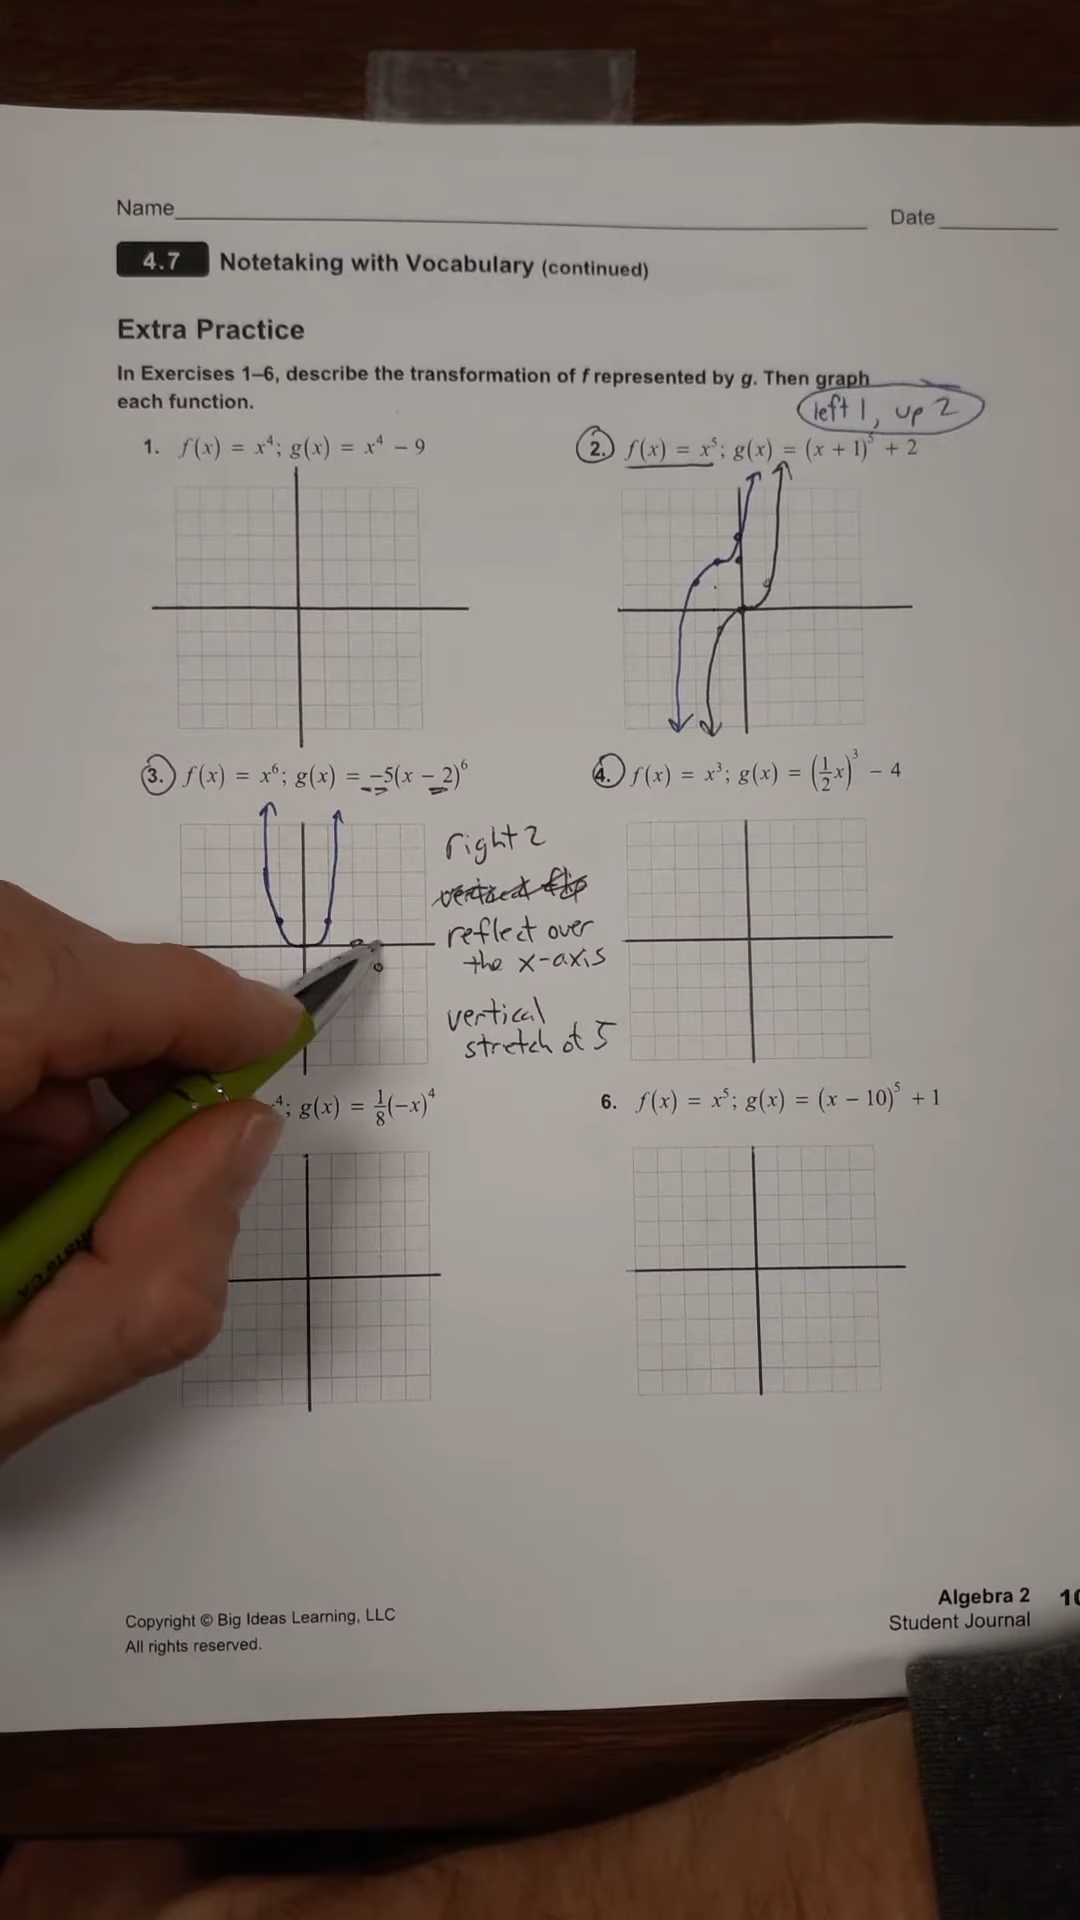 Name Date
4.7 Notetaking with Vocabulary (continued)
Extra Practice
In Exercises 1–6, describe the transformation of f represented by g. Then graph
each function.
left 1, up 2
1. f(x) = x⁴; g(x) = x⁴ − 9
2. f(x) = x⁵; g(x) = (x + 1)⁵ + 2
3. f(x) = x⁶; g(x) = −5(x − 2)⁶
4. f(x) = x³; g(x) = (1/2 x)³ − 4
right 2
vertical flip
reflect over
the x-axis
vertical
stretch of 5
⁴; g(x) = 1/8(−x)⁴
6. f(x) = x⁵; g(x) = (x − 10)⁵ + 1
Copyright © Big Ideas Learning, LLC
All rights reserved.
Algebra 2 10
Student Journal